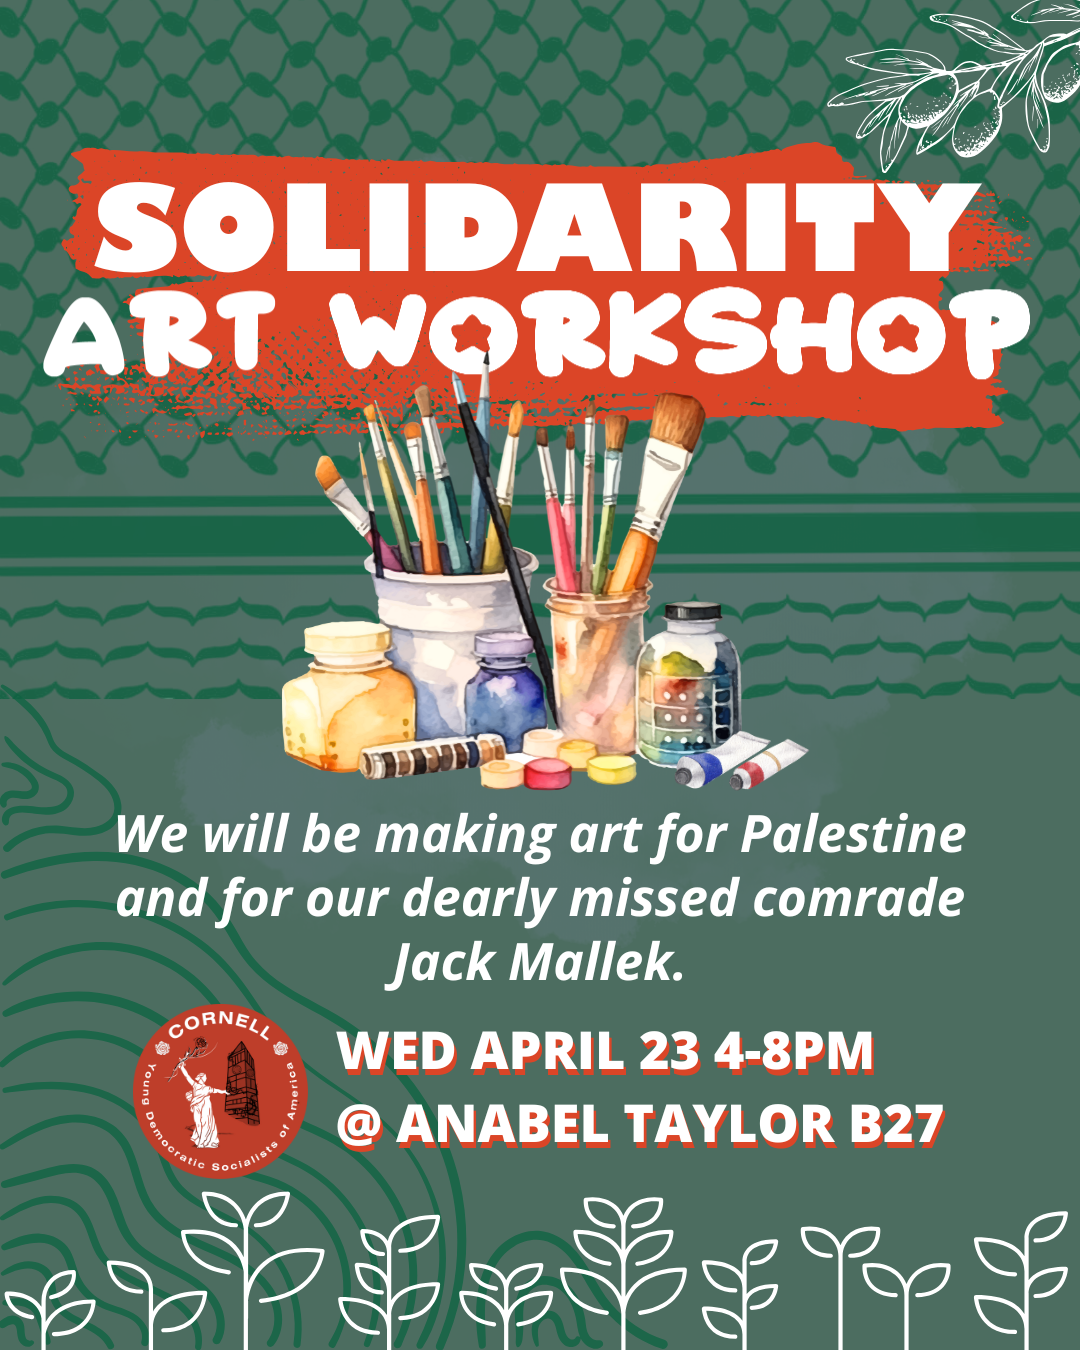 SOLIDARITY
ART WORKSHOP
We will be making art for Palestine
and for our dearly missed comrade
Jack Mallek.
CORNELL
Young Democratic Socialists of America
WED APRIL 23 4-8PM
@ ANABEL TAYLOR B27